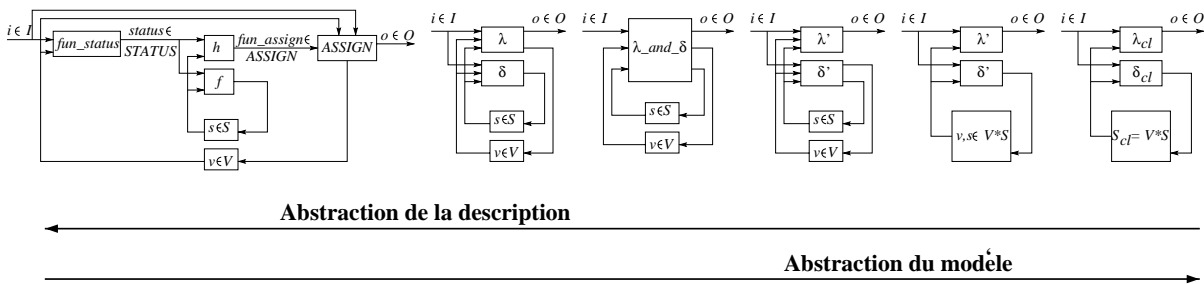 i ∈ I
fun_status
status ∈
STATUS
h
f
fun_assign ∈
ASSIGN
ASSIGN
o ∈ O
s ∈ S
v ∈ V
i ∈ I
o ∈ O
λ
δ
s ∈ S
v ∈ V
i ∈ I
o ∈ O
λ_and_δ
s ∈ S
v ∈ V
i ∈ I
o ∈ O
λ'
δ'
s ∈ S
v ∈ V
i ∈ I
o ∈ O
λ'
δ'
v,s ∈ V*S
i ∈ I
o ∈ O
λcl
δcl
Scl = V*S
Abstraction de la description
Abstraction du modèle